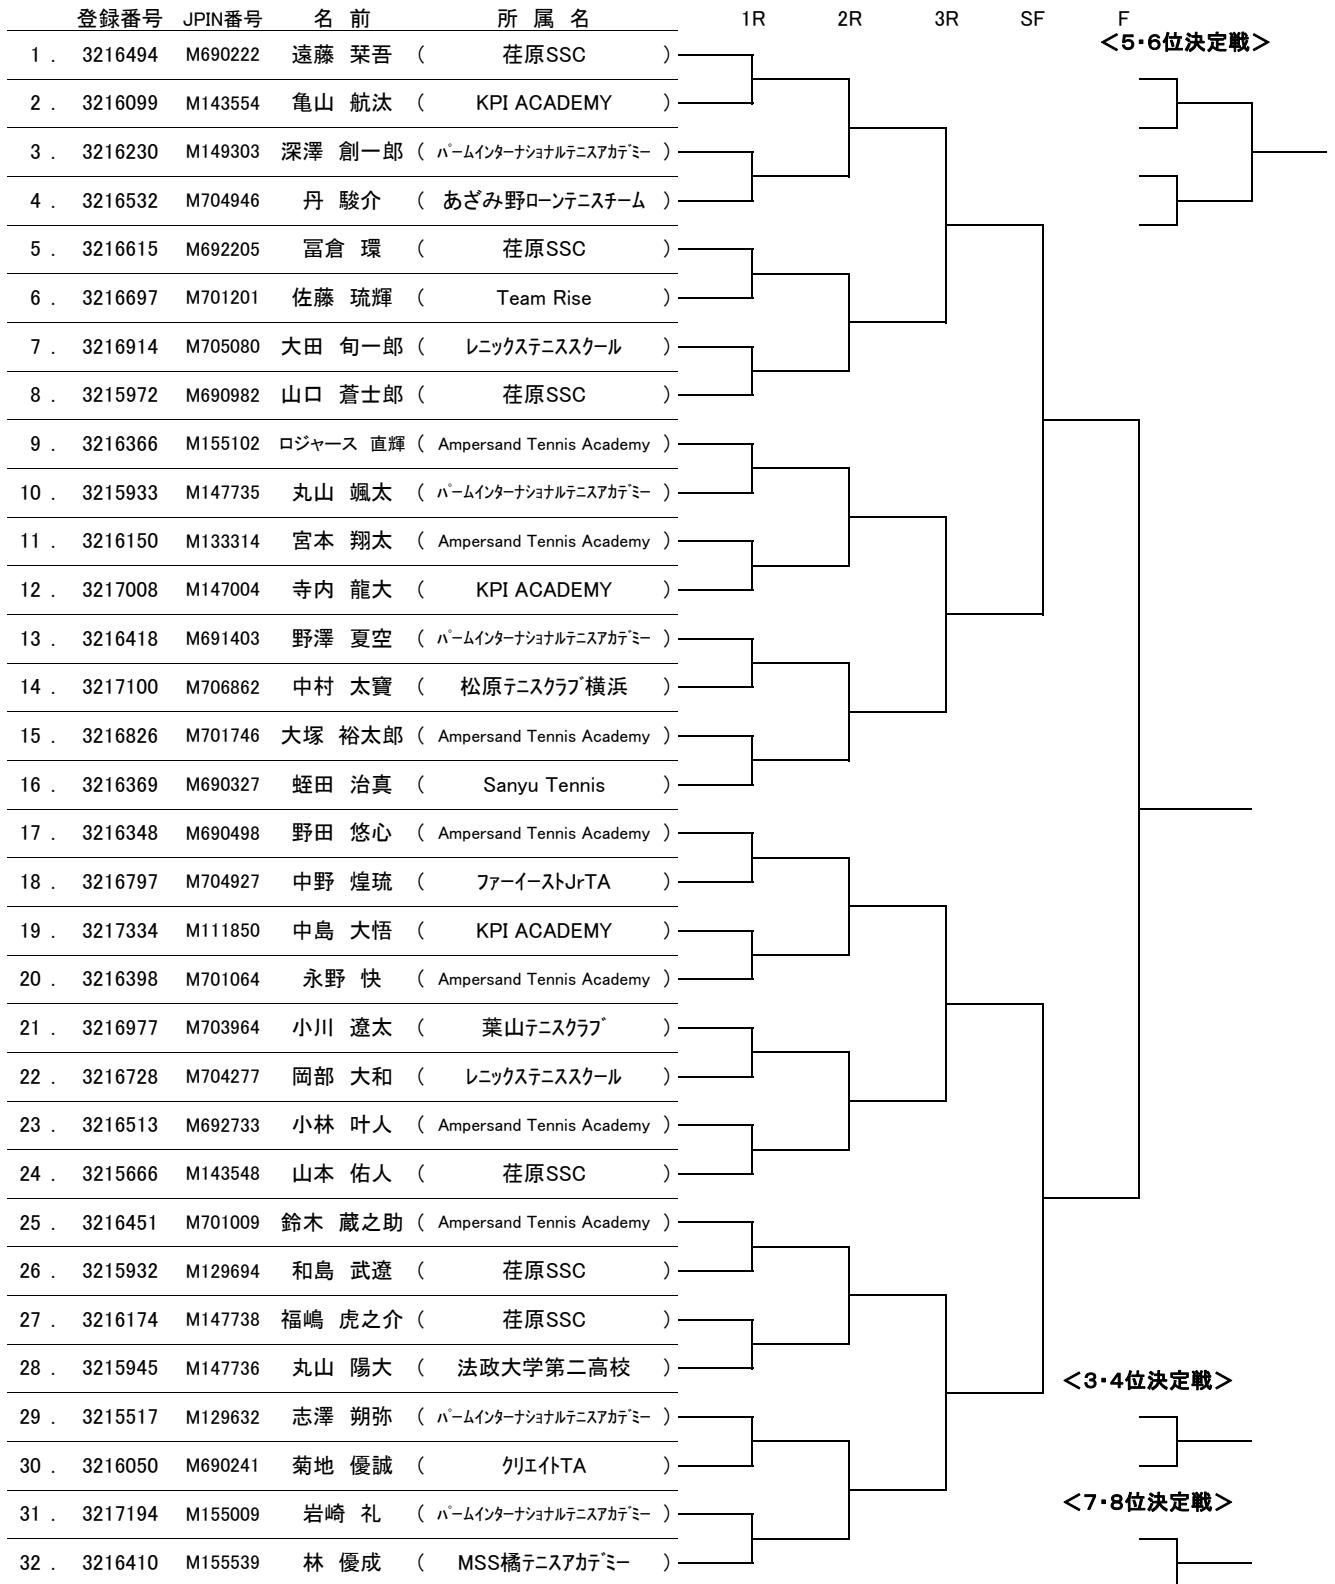 登録番号 JPIN番号 名 前 所 属 名 1R 2R 3R SF F
＜5・6位決定戦＞
1 . 3216494 M690222 遠藤 栞吾 ( 荏原SSC )
2 . 3216099 M143554 亀山 航汰 ( KPI ACADEMY )
3 . 3216230 M149303 深澤 創一郎 ( ﾊﾟｰﾑｲﾝﾀｰﾅｼｮﾅﾙﾃﾆｽｱｶﾃﾞﾐｰ )
4 . 3216532 M704946 丹 駿介 ( あざみ野ﾛｰﾝﾃﾆｽﾁｰﾑ )
5 . 3216615 M692205 冨倉 環 ( 荏原SSC )
6 . 3216697 M701201 佐藤 琉輝 ( Team Rise )
7 . 3216914 M705080 大田 旬一郎 ( ﾚﾆｯｸｽﾃﾆｽｽｸｰﾙ )
8 . 3215972 M690982 山口 蒼士郎 ( 荏原SSC )
9 . 3216366 M155102 ロジャース 直輝 ( Ampersand Tennis Academy )
10 . 3215933 M147735 丸山 颯太 ( ﾊﾟｰﾑｲﾝﾀｰﾅｼｮﾅﾙﾃﾆｽｱｶﾃﾞﾐｰ )
11 . 3216150 M133314 宮本 翔太 ( Ampersand Tennis Academy )
12 . 3217008 M147004 寺内 龍大 ( KPI ACADEMY )
13 . 3216418 M691403 野澤 夏空 ( ﾊﾟｰﾑｲﾝﾀｰﾅｼｮﾅﾙﾃﾆｽｱｶﾃﾞﾐｰ )
14 . 3217100 M706862 中村 太寶 ( 松原ﾃﾆｽｸﾗﾌﾞ横浜 )
15 . 3216826 M701746 大塚 裕太郎 ( Ampersand Tennis Academy )
16 . 3216369 M690327 蛭田 治真 ( Sanyu Tennis )
17 . 3216348 M690498 野田 悠心 ( Ampersand Tennis Academy )
18 . 3216797 M704927 中野 煌琉 ( ﾌｧｰｲｰｽﾄJrTA )
19 . 3217334 M111850 中島 大悟 ( KPI ACADEMY )
20 . 3216398 M701064 永野 快 ( Ampersand Tennis Academy )
21 . 3216977 M703964 小川 遼太 ( 葉山ﾃﾆｽｸﾗﾌﾞ )
22 . 3216728 M704277 岡部 大和 ( ﾚﾆｯｸｽﾃﾆｽｽｸｰﾙ )
23 . 3216513 M692733 小林 叶人 ( Ampersand Tennis Academy )
24 . 3215666 M143548 山本 佑人 ( 荏原SSC )
25 . 3216451 M701009 鈴木 蔵之助 ( Ampersand Tennis Academy )
26 . 3215932 M129694 和島 武遼 ( 荏原SSC )
27 . 3216174 M147738 福嶋 虎之介 ( 荏原SSC )
28 . 3215945 M147736 丸山 陽大 ( 法政大学第二高校 )
＜3・4位決定戦＞
29 . 3215517 M129632 志澤 朔弥 ( ﾊﾟｰﾑｲﾝﾀｰﾅｼｮﾅﾙﾃﾆｽｱｶﾃﾞﾐｰ )
30 . 3216050 M690241 菊地 優誠 ( ｸﾘｴｲﾄTA )
＜7・8位決定戦＞
31 . 3217194 M155009 岩崎 礼 ( ﾊﾟｰﾑｲﾝﾀｰﾅｼｮﾅﾙﾃﾆｽｱｶﾃﾞﾐｰ )
32 . 3216410 M155539 林 優成 ( MSS橘ﾃﾆｽｱｶﾃﾞﾐｰ )